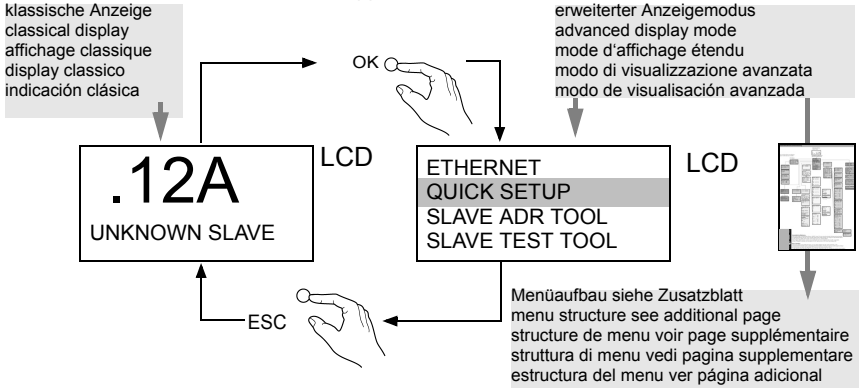 klassische Anzeige
classical display
affichage classique
display classico
indicación clásica
OK
erweiterter Anzeigemodus
advanced display mode
mode d‘affichage étendu
modo di visualizzazione avanzata
modo de visualisación avanzada
.12A
UNKNOWN SLAVE
LCD
ETHERNET
QUICK SETUP
SLAVE ADR TOOL
SLAVE TEST TOOL
LCD
ESC
Menüaufbau siehe Zusatzblatt
menu structure see additional page
structure de menu voir page supplémentaire
struttura di menu vedi pagina supplementare
estructura del menu ver página adicional